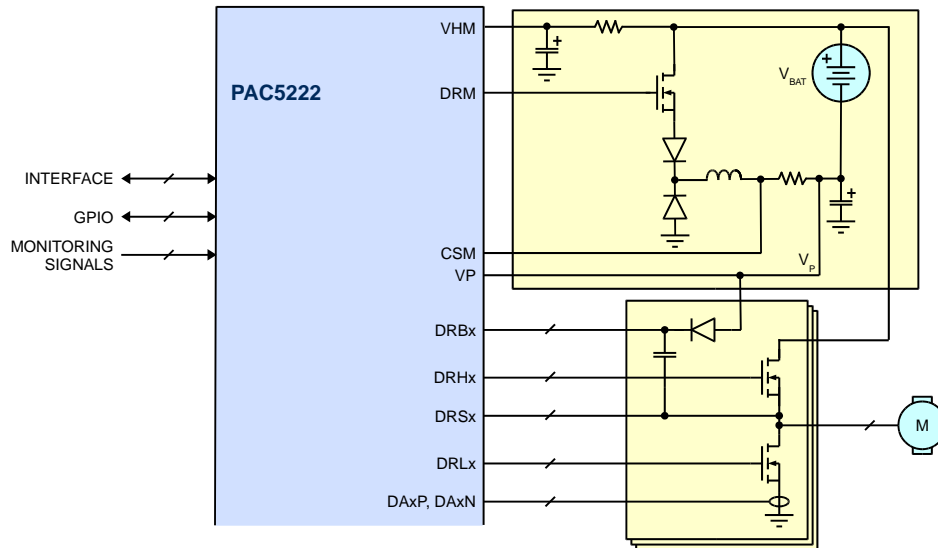 VHM
PAC5222
DRM
V BAT
INTERFACE
GPIO
MONITORING
SIGNALS
CSM
VP
V P
DRBx
DRHx
DRSx
DRLx
DAxP, DAxN
M